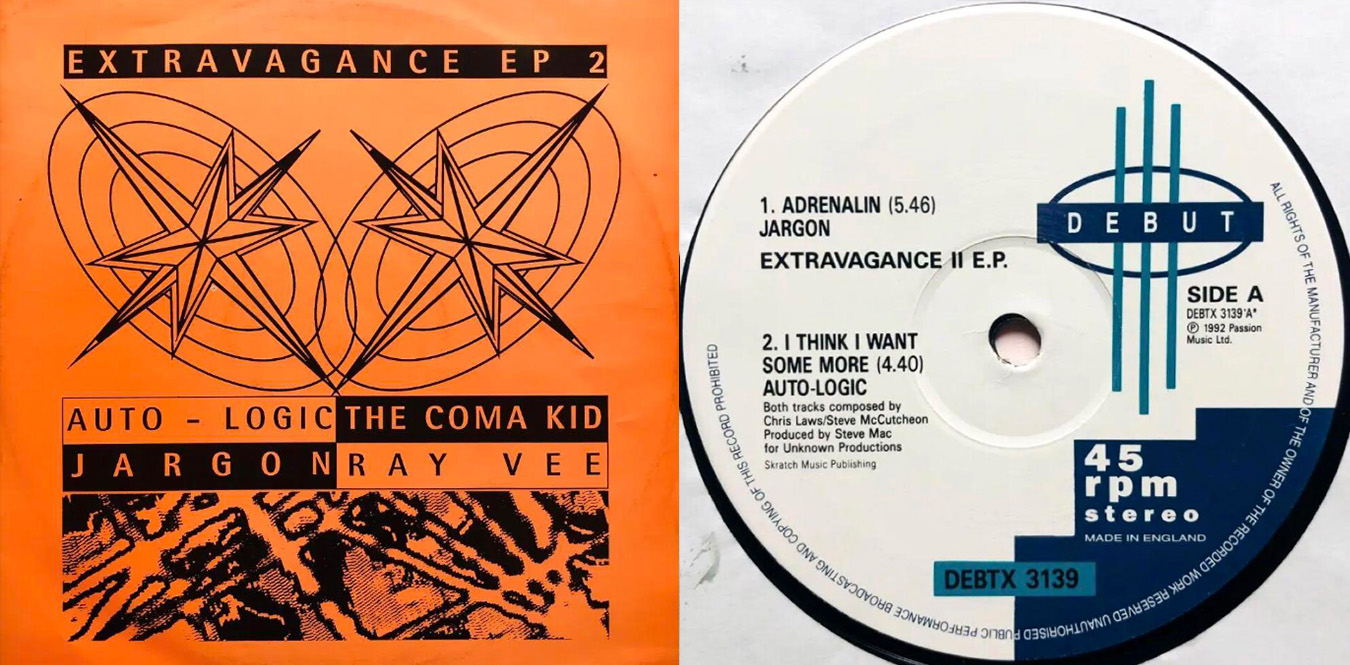 EXTRAVAGANCE EP 2
AUTO - LOGIC THE COMA KID
JARGON RAY VEE
1. ADRENALIN (5.46)
JARGON
EXTRAVAGANCE II E.P.
2. I THINK I WANT
SOME MORE (4.40)
AUTO-LOGIC
Both tracks composed by
Chris Laws/Steve McCutcheon
Produced by Steve Mac
for Unknown Productions
Skratch Music Publishing
DEBUT
SIDE A
DEBTX 3139 'A'
℗ 1992 Passion
Music Ltd.
45
rpm
stereo
MADE IN ENGLAND
DEBTX 3139
ALL RIGHTS OF THE MANUFACTURER AND OF THE OWNER OF THE RECORDED WORK RESERVED UNAUTHORISED PUBLIC PERFORMANCE BROADCASTING AND COPYING OF THIS RECORD PROHIBITED